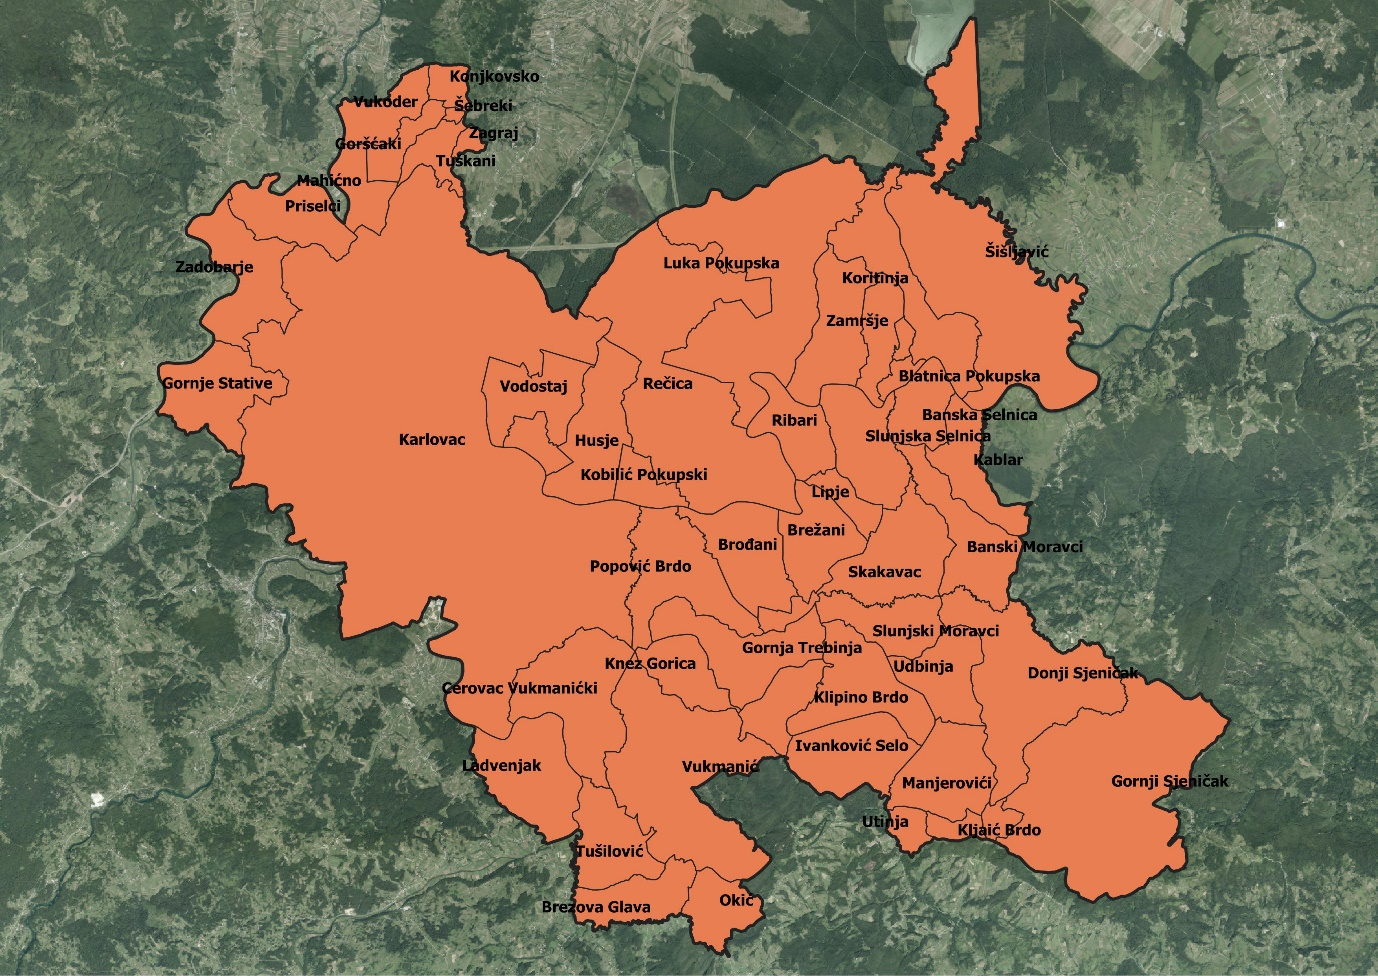 Konjkovsko
Vukoder
Šebreki
Zagraj
Goršćaki
Tuškani
Mahićno
Priselci
Zadobarje
Šišljavić
Luka Pokupska
Koritinja
Zamršje
Gornje Stative
Vodostaj
Rečica
Blatnica Pokupska
Banska Selnica
Ribari
Slunjska Selnica
Karlovac
Husje
Kablar
Kobilić Pokupski
Lipje
Brežani
Brođani
Banski Moravci
Popović Brdo
Skakavac
Slunjski Moravci
Gornja Trebinja
Knez Gorica
Udbinja
Donji Sjeničak
Cerovac Vukmanićki
Klipino Brdo
Ivanković Selo
Ladvenjak
Vukmanić
Manjerovići
Gornji Sjeničak
Utinja
Kljaić Brdo
Tušilović
Okić
Brezova Glava